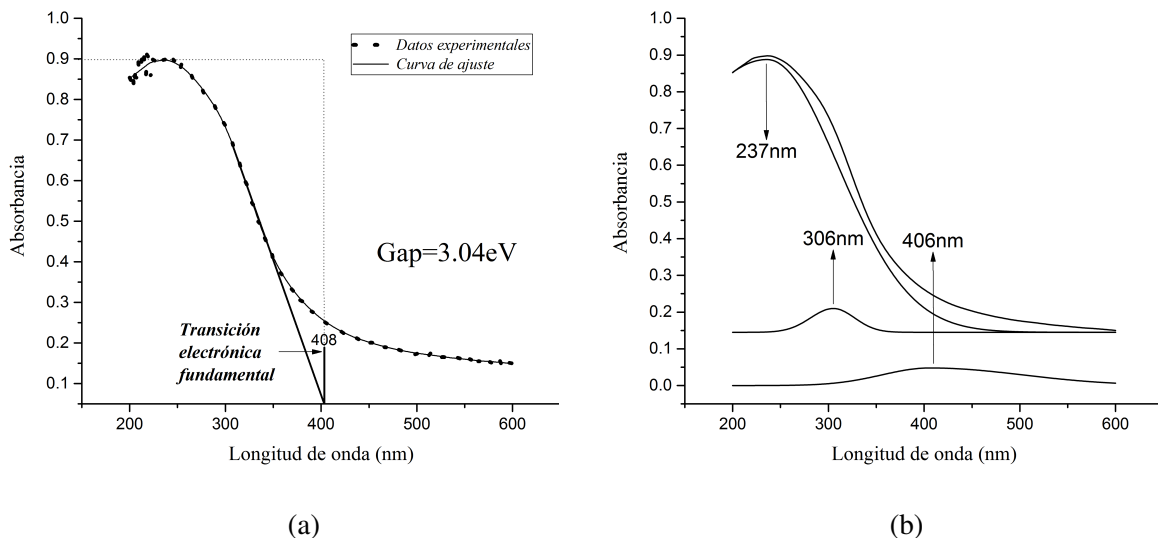 1.0
0.9
0.8
0.7
0.6
0.5
0.4
0.3
0.2
0.1
Absorbancia
Datos experimentales
Curva de ajuste
Gap=3.04eV
Transición
electrónica
fundamental
408
200 300 400 500 600
Longitud de onda (nm)
(a)
1.0
0.9
0.8
0.7
0.6
0.5
0.4
0.3
0.2
0.1
0.0
Absorbancia
237nm
306nm
406nm
200 300 400 500 600
Longitud de onda (nm)
(b)